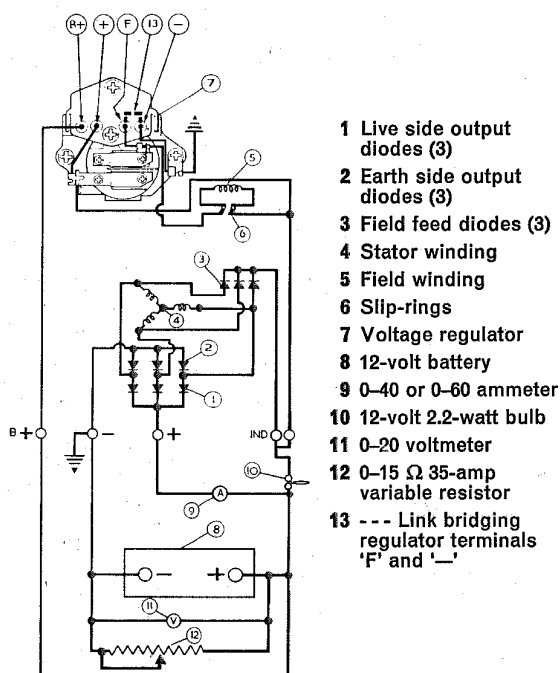 B+ + F 13 −
7
5
6
3
4
2
1
B + − + IND
10
A
9
8
− +
11
V
12
1 Live side output
diodes (3)
2 Earth side output
diodes (3)
3 Field feed diodes (3)
4 Stator winding
5 Field winding
6 Slip-rings
7 Voltage regulator
8 12-volt battery
9 0–40 or 0–60 ammeter
10 12-volt 2.2-watt bulb
11 0–20 voltmeter
12 0–15 Ω 35-amp
variable resistor
13 - - - Link bridging
regulator terminals
‘F’ and ‘—’